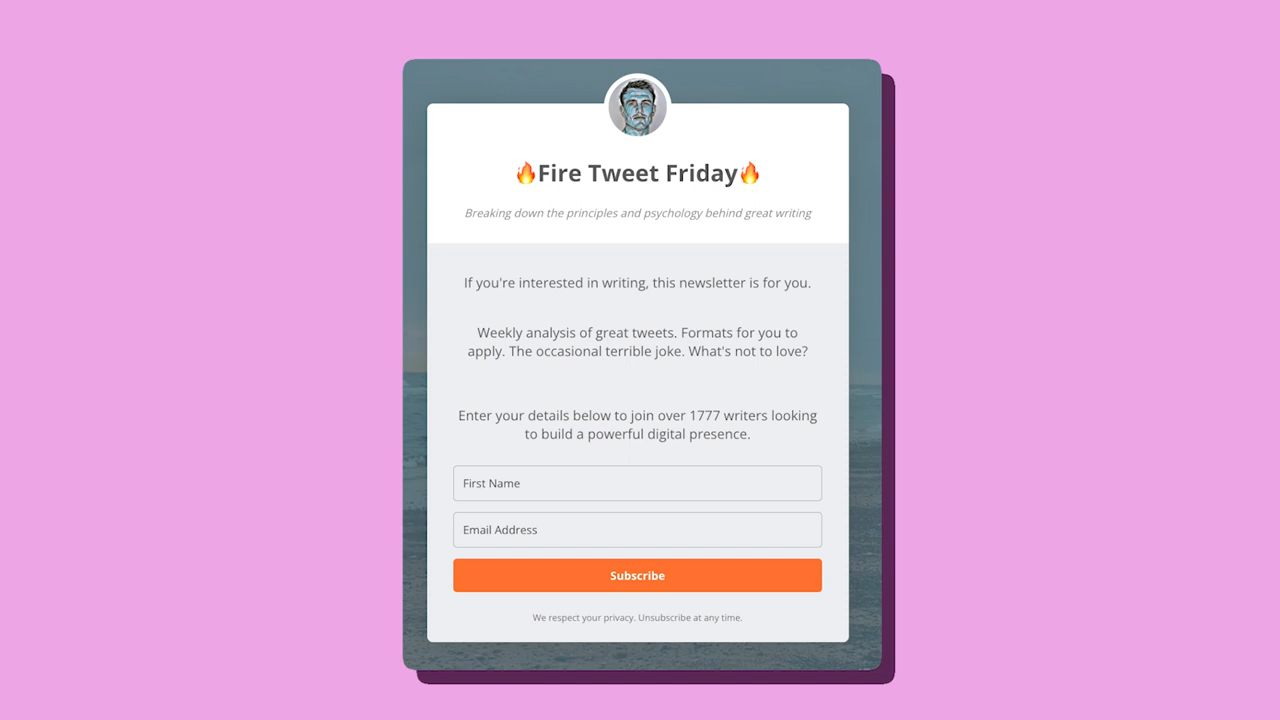 🔥Fire Tweet Friday🔥
Breaking down the principles and psychology behind great writing
If you're interested in writing, this newsletter is for you.
Weekly analysis of great tweets. Formats for you to
apply. The occasional terrible joke. What's not to love?
Enter your details below to join over 1777 writers looking
to build a powerful digital presence.
First Name
Email Address
Subscribe
We respect your privacy. Unsubscribe at any time.